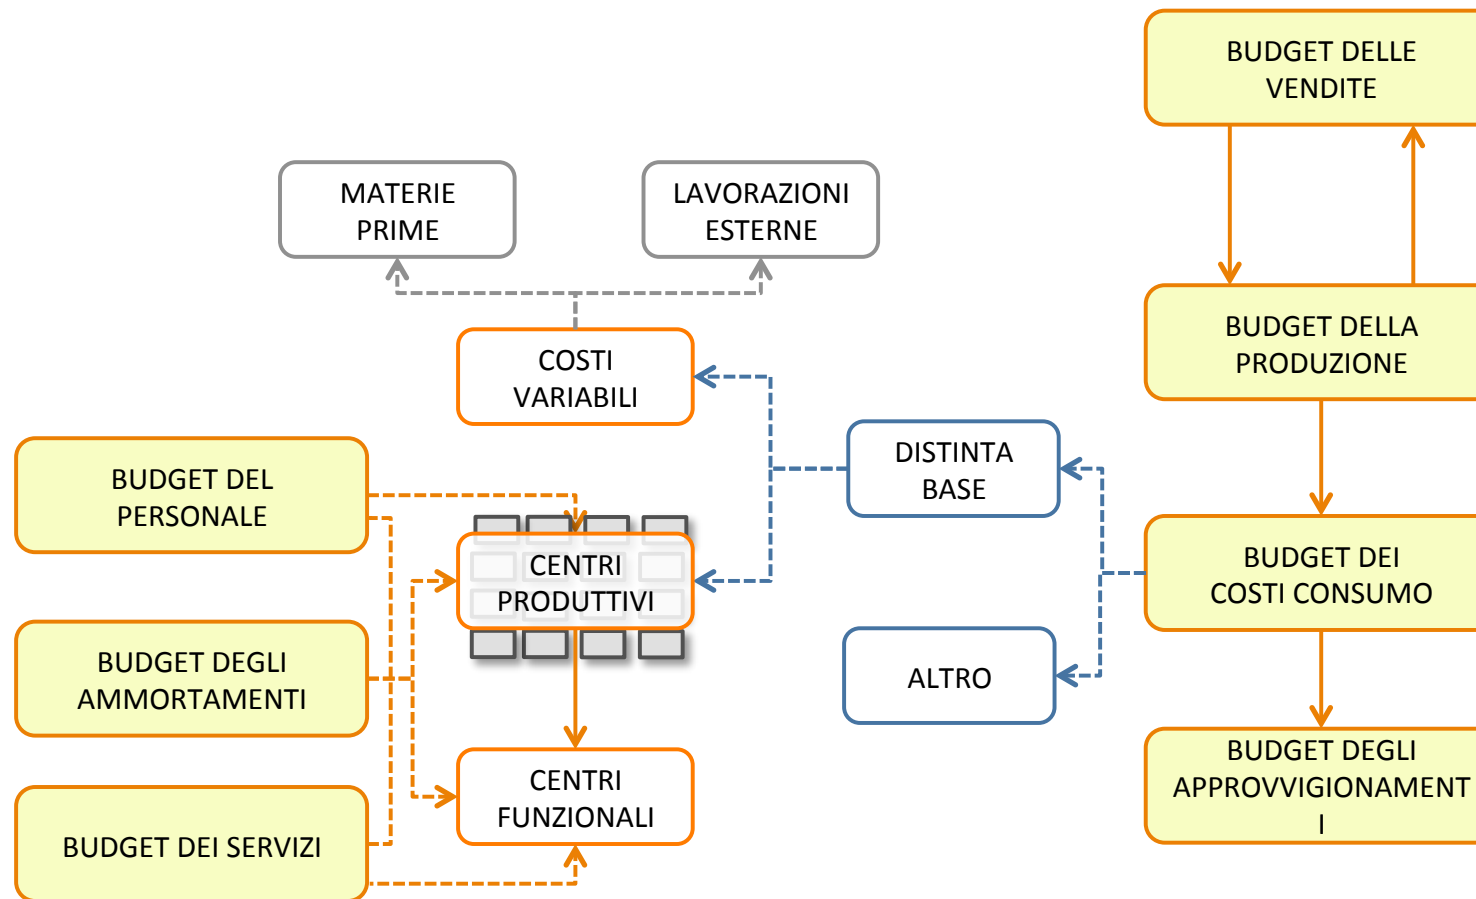 BUDGET DELLE
VENDITE
MATERIE
PRIME
LAVORAZIONI
ESTERNE
BUDGET DELLA
PRODUZIONE
COSTI
VARIABILI
DISTINTA
BASE
BUDGET DEL
PERSONALE
CENTRI
PRODUTTIVI
BUDGET DEI
COSTI CONSUMO
BUDGET DEGLI
AMMORTAMENTI
ALTRO
BUDGET DEGLI
APPROVVIGIONAMENT
I
CENTRI
FUNZIONALI
BUDGET DEI SERVIZI